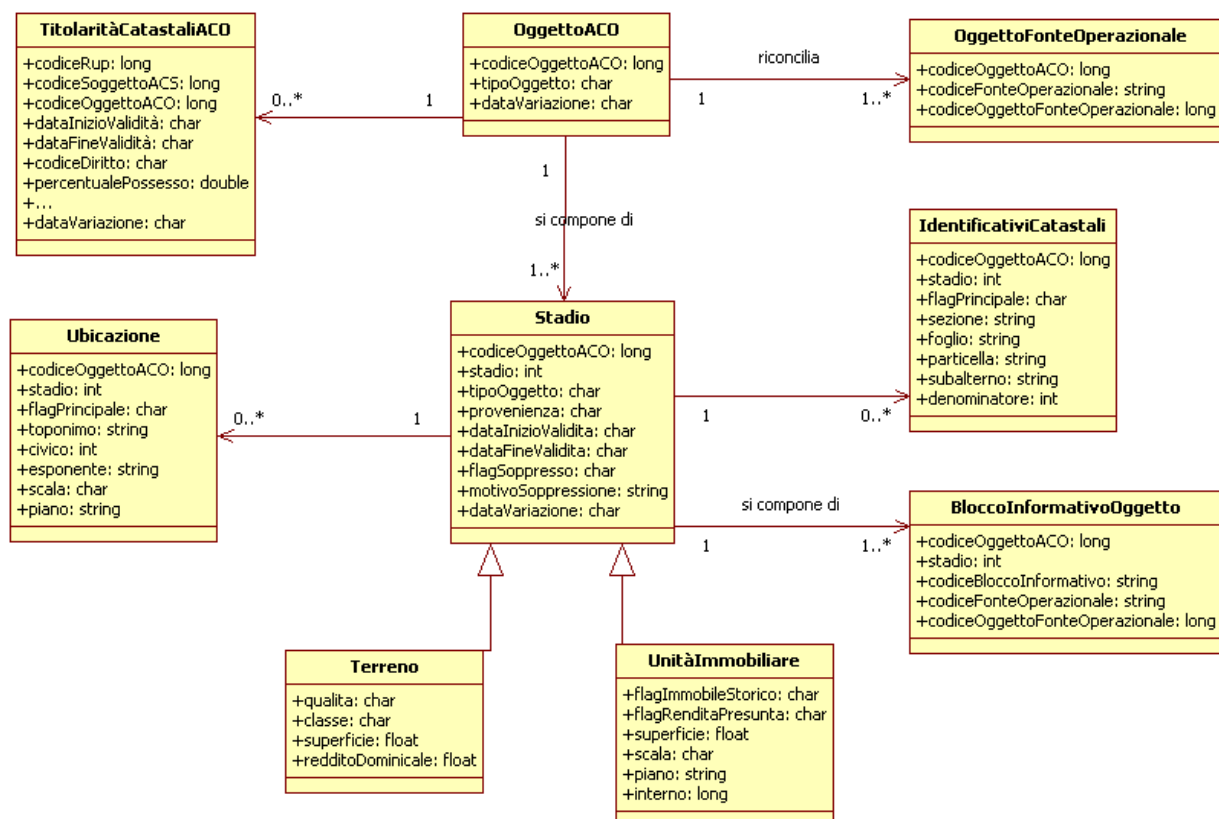 TitolaritàCatastaliACO
+codiceRup: long
+codiceSoggettoACS: long
+codiceOggettoACO: long
+dataInizioValidità: char
+dataFineValidità: char
+codiceDiritto: char
+percentualePossesso: double
+...
+dataVariazione: char
0..*
1
OggettoACO
+codiceOggettoACO: long
+tipoOggetto: char
+dataVariazione: char
riconcilia
1
1..*
OggettoFonteOperazionale
+codiceOggettoACO: long
+codiceFonteOperazionale: string
+codiceOggettoFonteOperazionale: long
1
si compone di
1..*
Ubicazione
+codiceOggettoACO: long
+stadio: int
+flagPrincipale: char
+toponimo: string
+civico: int
+esponente: string
+scala: char
+piano: string
0..*
1
Stadio
+codiceOggettoACO: long
+stadio: int
+tipoOggetto: char
+provenienza: char
+dataInizioValidita: char
+dataFineValidita: char
+flagSoppresso: char
+motivoSoppressione: string
+dataVariazione: char
1
0..*
IdentificativiCatastali
+codiceOggettoACO: long
+stadio: int
+flagPrincipale: char
+sezione: string
+foglio: string
+particella: string
+subalterno: string
+denominatore: int
si compone di
1
1..*
BloccoInformativoOggetto
+codiceOggettoACO: long
+stadio: int
+codiceBloccoInformativo: string
+codiceFonteOperazionale: string
+codiceOggettoFonteOperazionale: long
Terreno
+qualita: char
+classe: char
+superficie: float
+redditoDominicale: float
UnitàImmobiliare
+flagImmobileStorico: char
+flagRenditaPresunta: char
+superficie: float
+scala: char
+piano: string
+interno: long